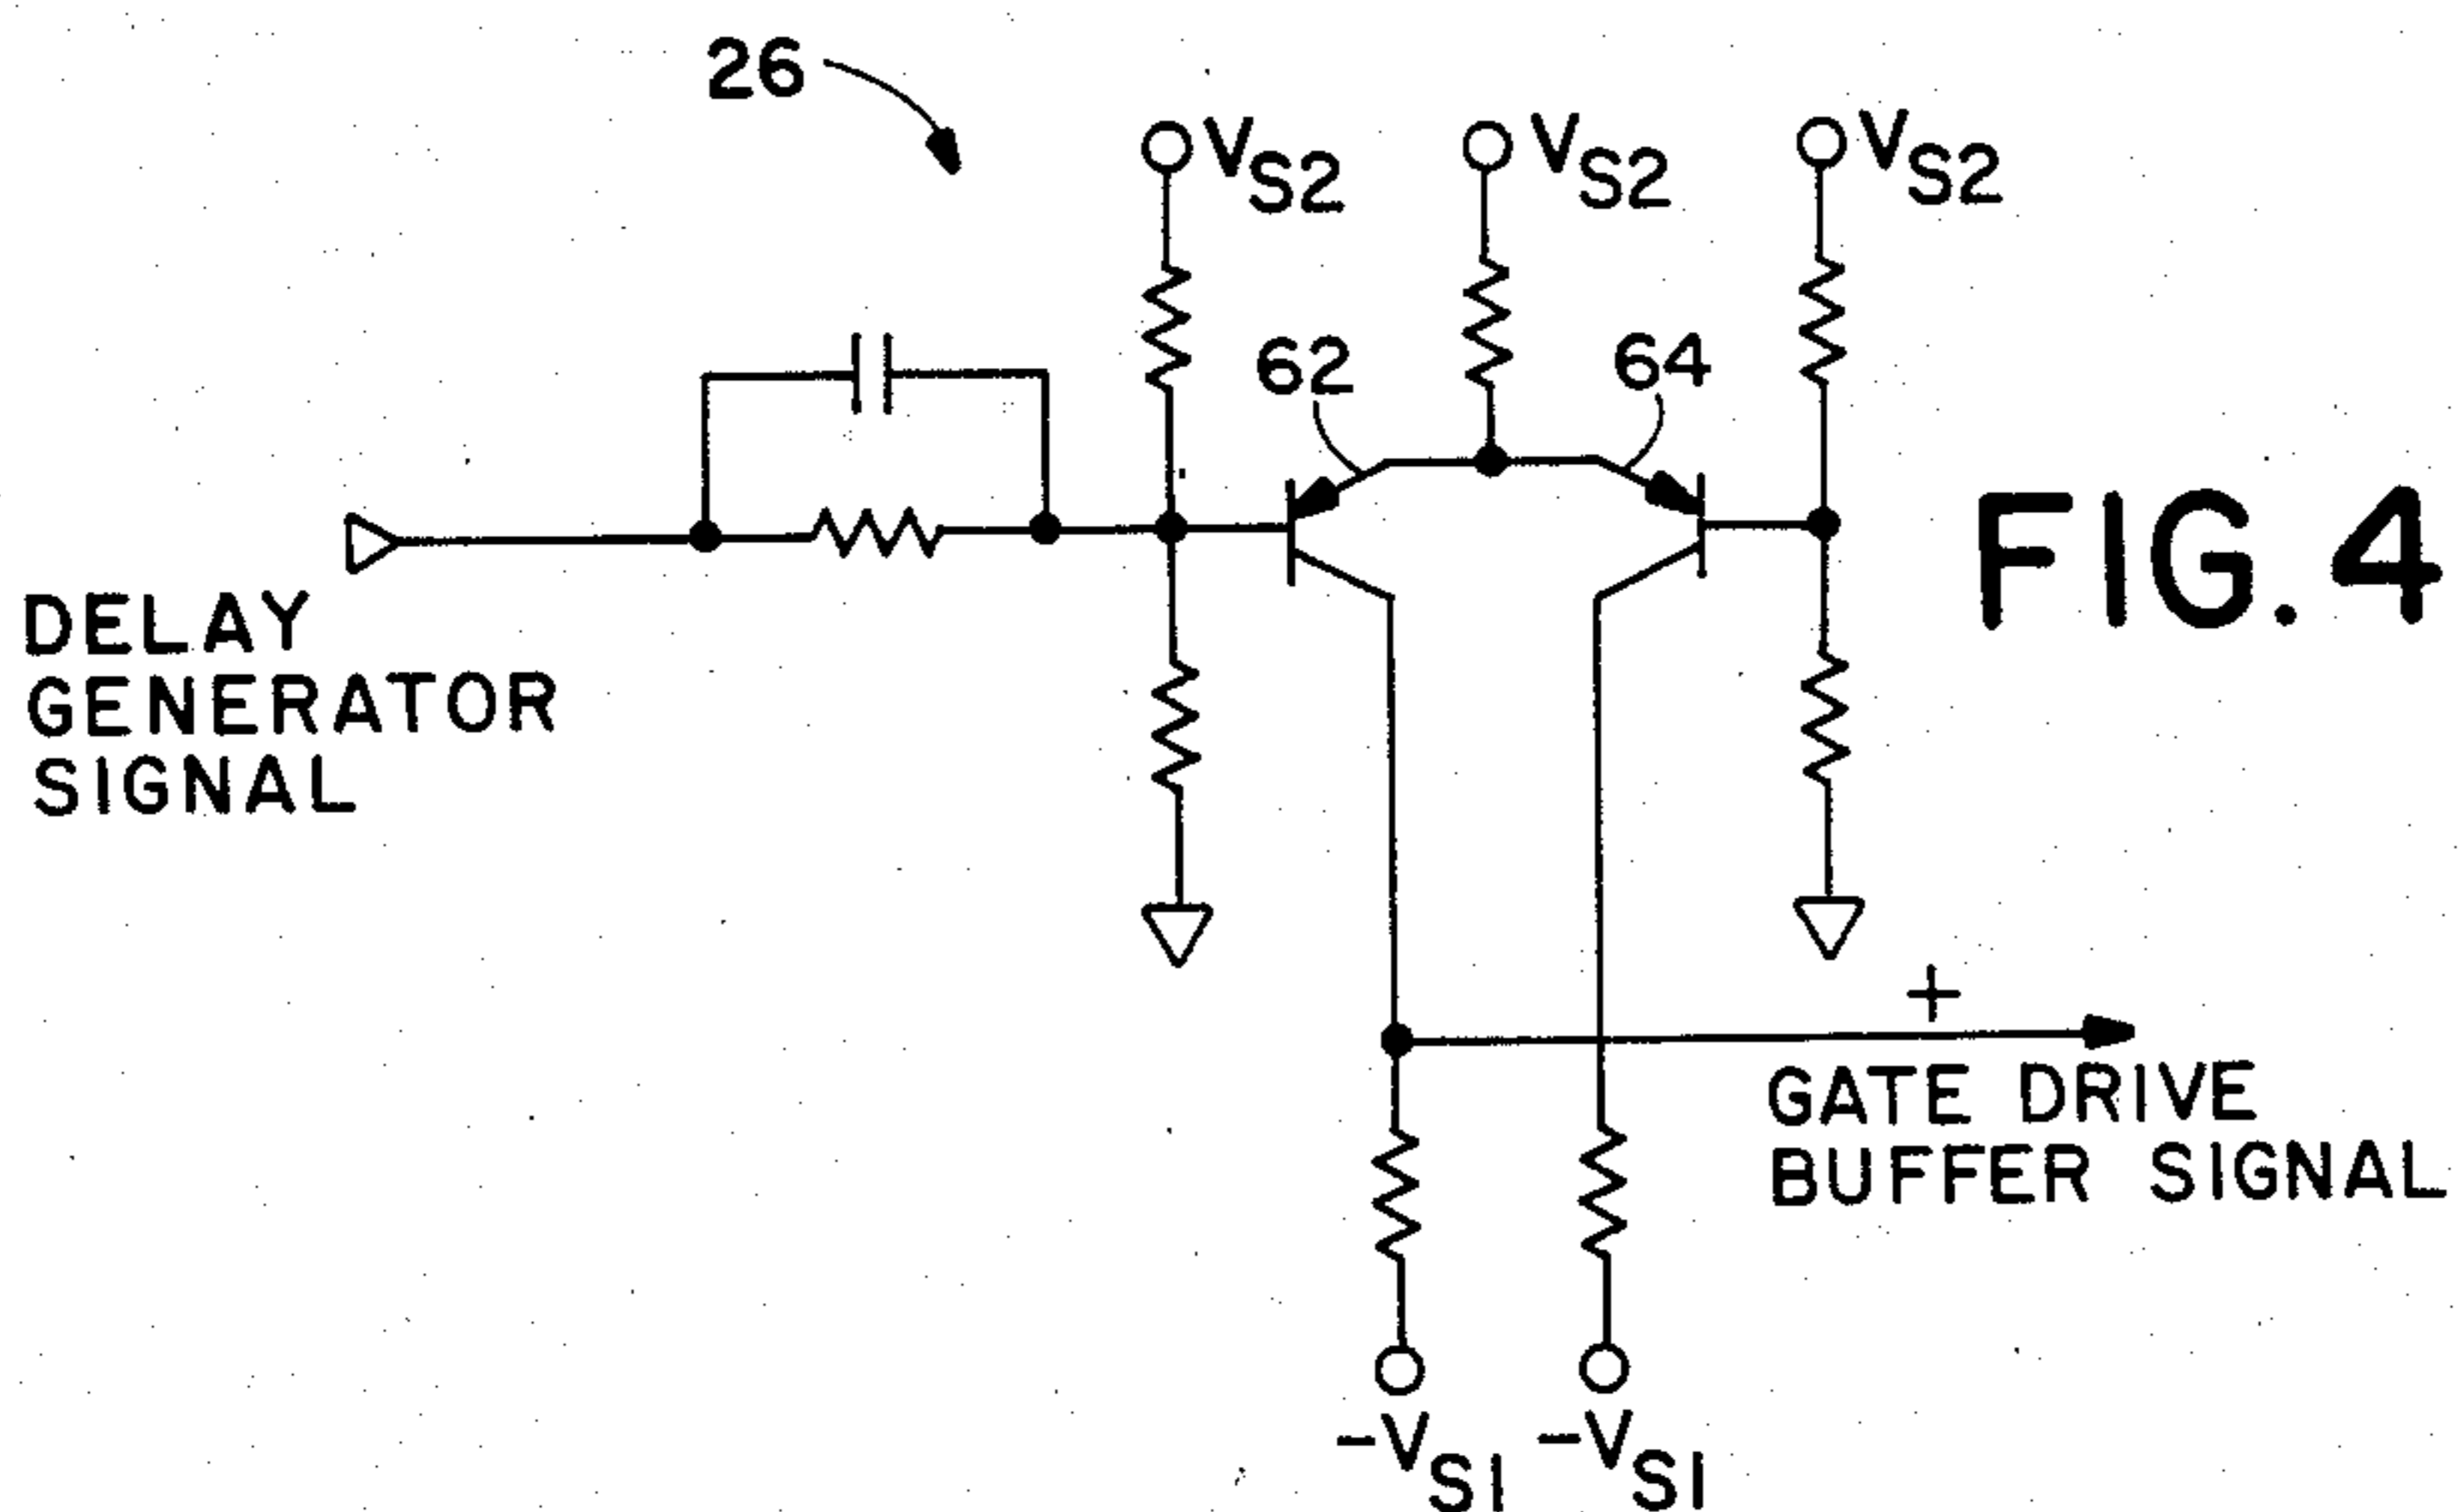 26
VS2 VS2 VS2
62 64
FIG. 4
DELAY
GENERATOR
SIGNAL
+
GATE DRIVE
BUFFER SIGNAL
-VS1 -VS1